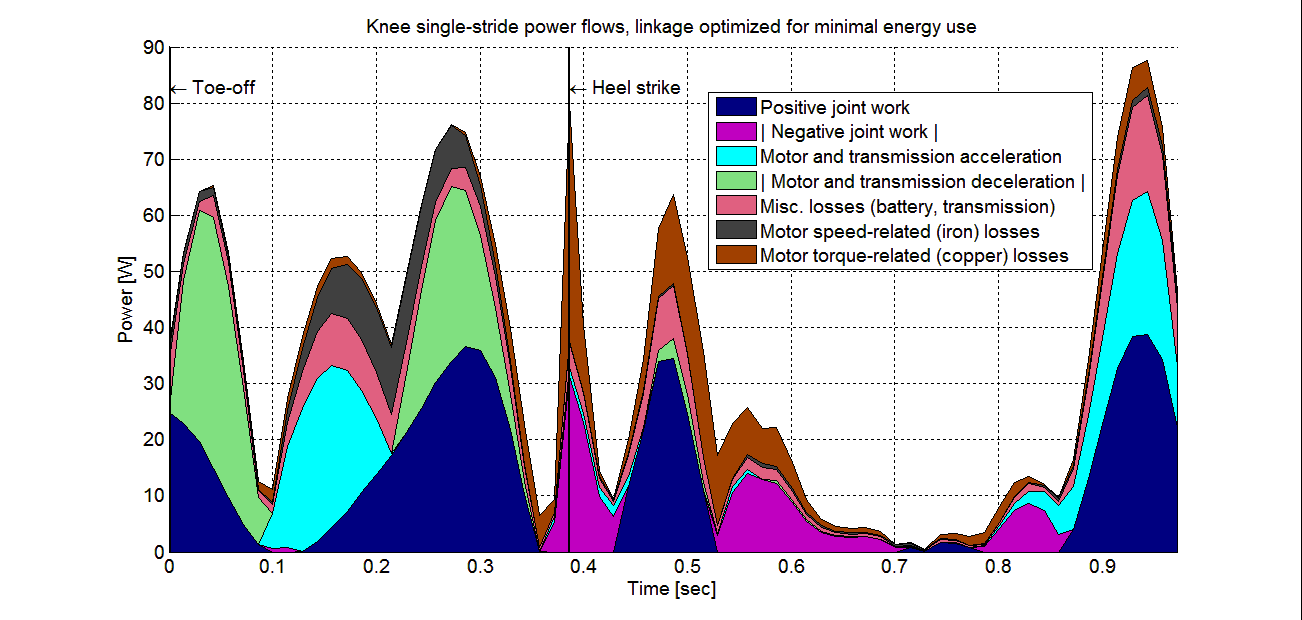 Knee single-stride power flows, linkage optimized for minimal energy use
90
80
70
60
50
40
30
20
10
0
Power [W]
← Toe-off
← Heel strike
Positive joint work
| Negative joint work |
Motor and transmission acceleration
| Motor and transmission deceleration |
Misc. losses (battery, transmission)
Motor speed-related (iron) losses
Motor torque-related (copper) losses
0 0.1 0.2 0.3 0.4 0.5 0.6 0.7 0.8 0.9
Time [sec]